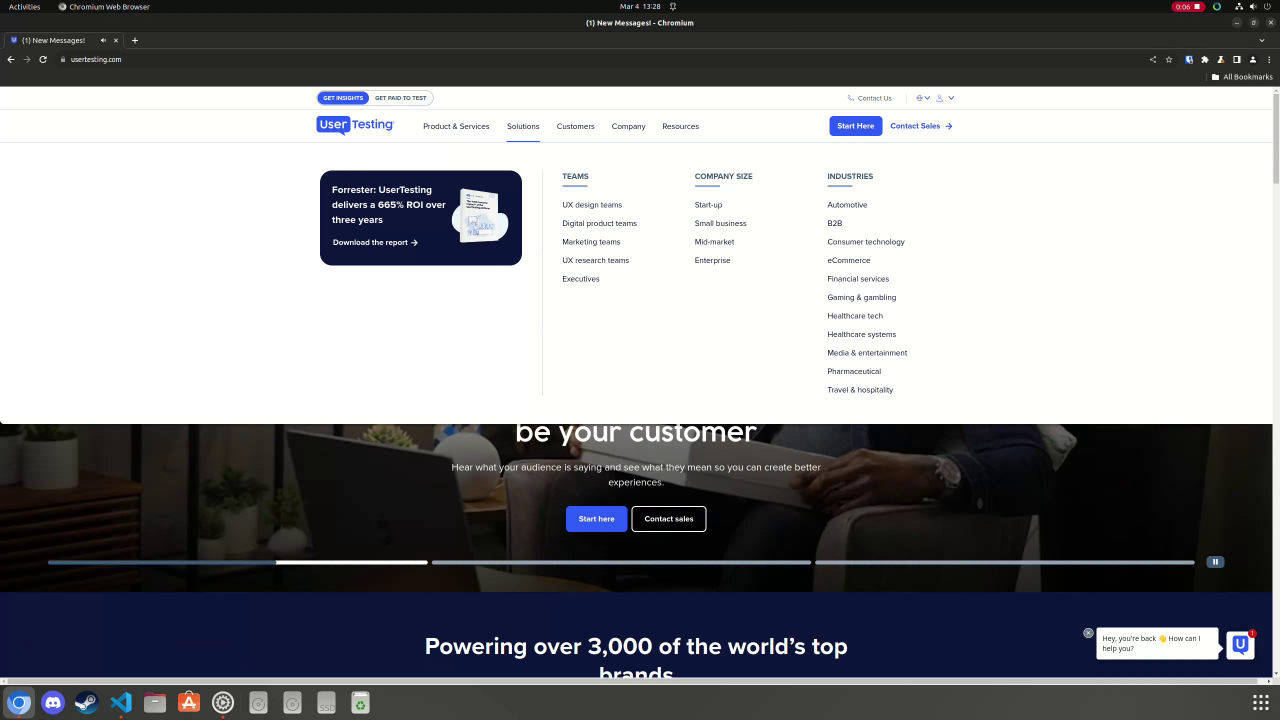 Activities
Chromium Web Browser
Mar 4 13:28
0:06
(1) New Messages! - Chromium
(1) New Messages!
usertesting.com
All Bookmarks
GET INSIGHTS
GET PAID TO TEST
Contact Us
User Testing
Product & Services
Solutions
Customers
Company
Resources
Start Here
Contact Sales
Forrester: UserTesting
delivers a 665% ROI over
three years
Download the report
TEAMS
UX design teams
Digital product teams
Marketing teams
UX research teams
Executives
COMPANY SIZE
Start-up
Small business
Mid-market
Enterprise
INDUSTRIES
Automotive
B2B
Consumer technology
eCommerce
Financial services
Gaming & gambling
Healthcare tech
Healthcare systems
Media & entertainment
Pharmaceutical
Travel & hospitality
be your customer
Hear what your audience is saying and see what they mean so you can create better
experiences.
Start here
Contact sales
Powering over 3,000 of the world's top
brands
Hey, you're back 👋 How can I
help you?
1
SSD